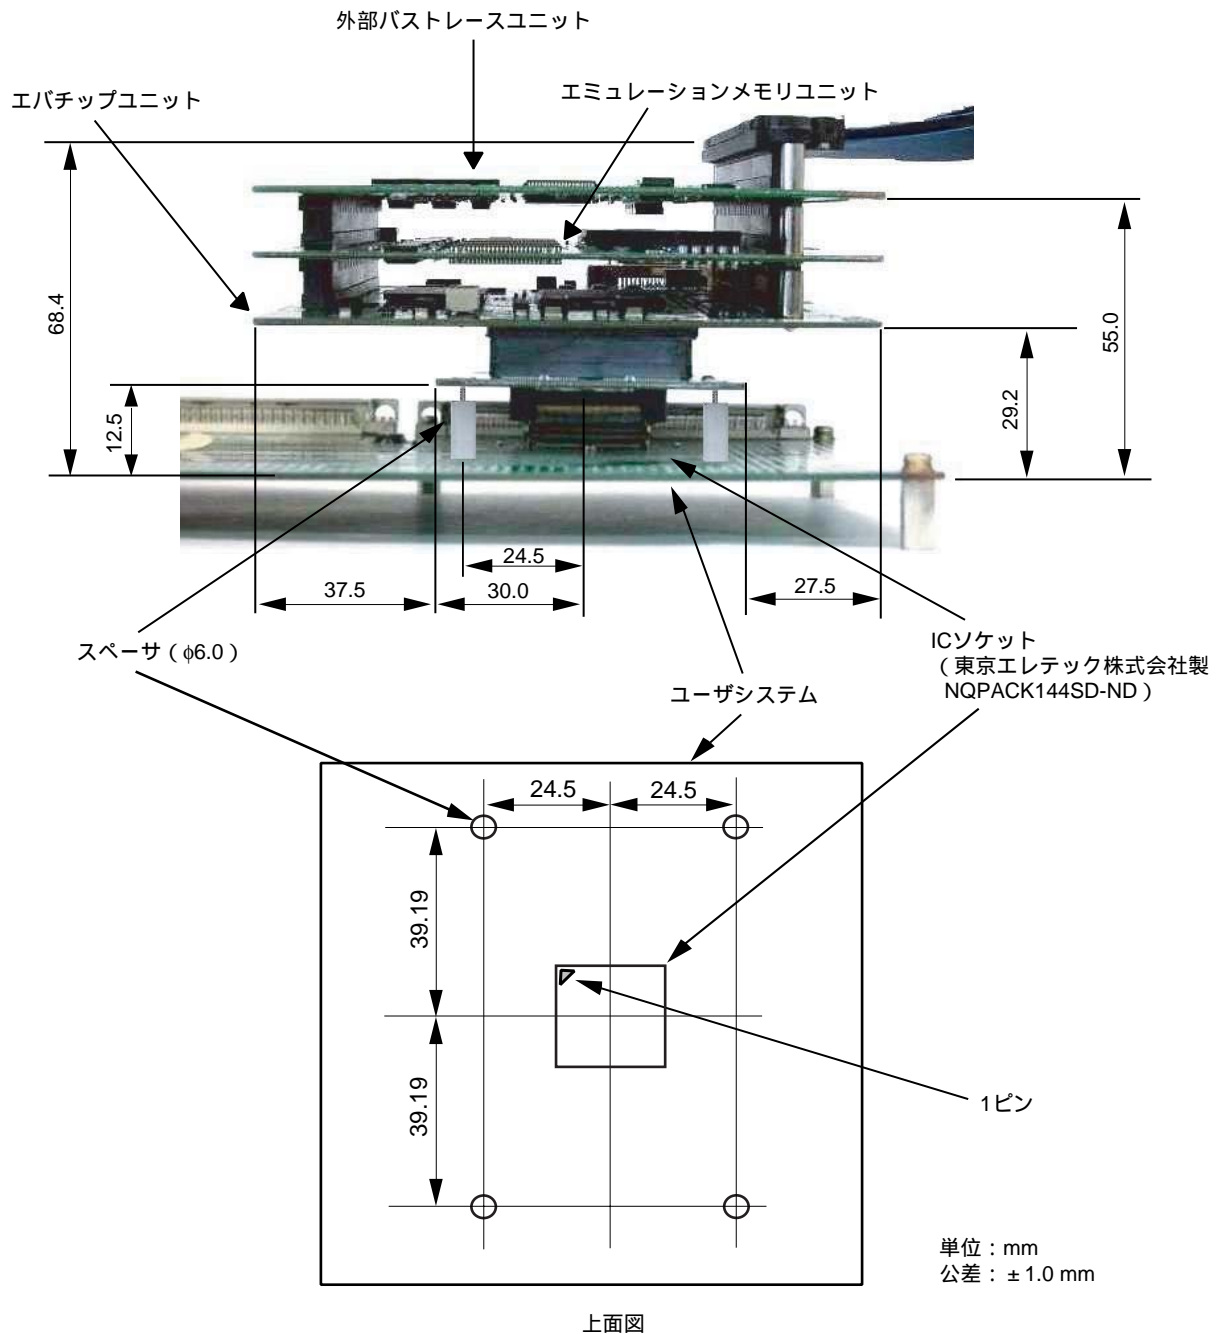 外部バストレースユニット
エバチップユニット
エミュレーションメモリユニット
68.4
12.5
55.0
29.2
24.5
37.5
30.0
27.5
スペーサ（φ6.0）
ICソケット
（東京エレテック株式会社製
NQPACK144SD-ND）
ユーザシステム
24.5
24.5
39.19
39.19
1ピン
単位：mm
公差：±1.0 mm
上面図